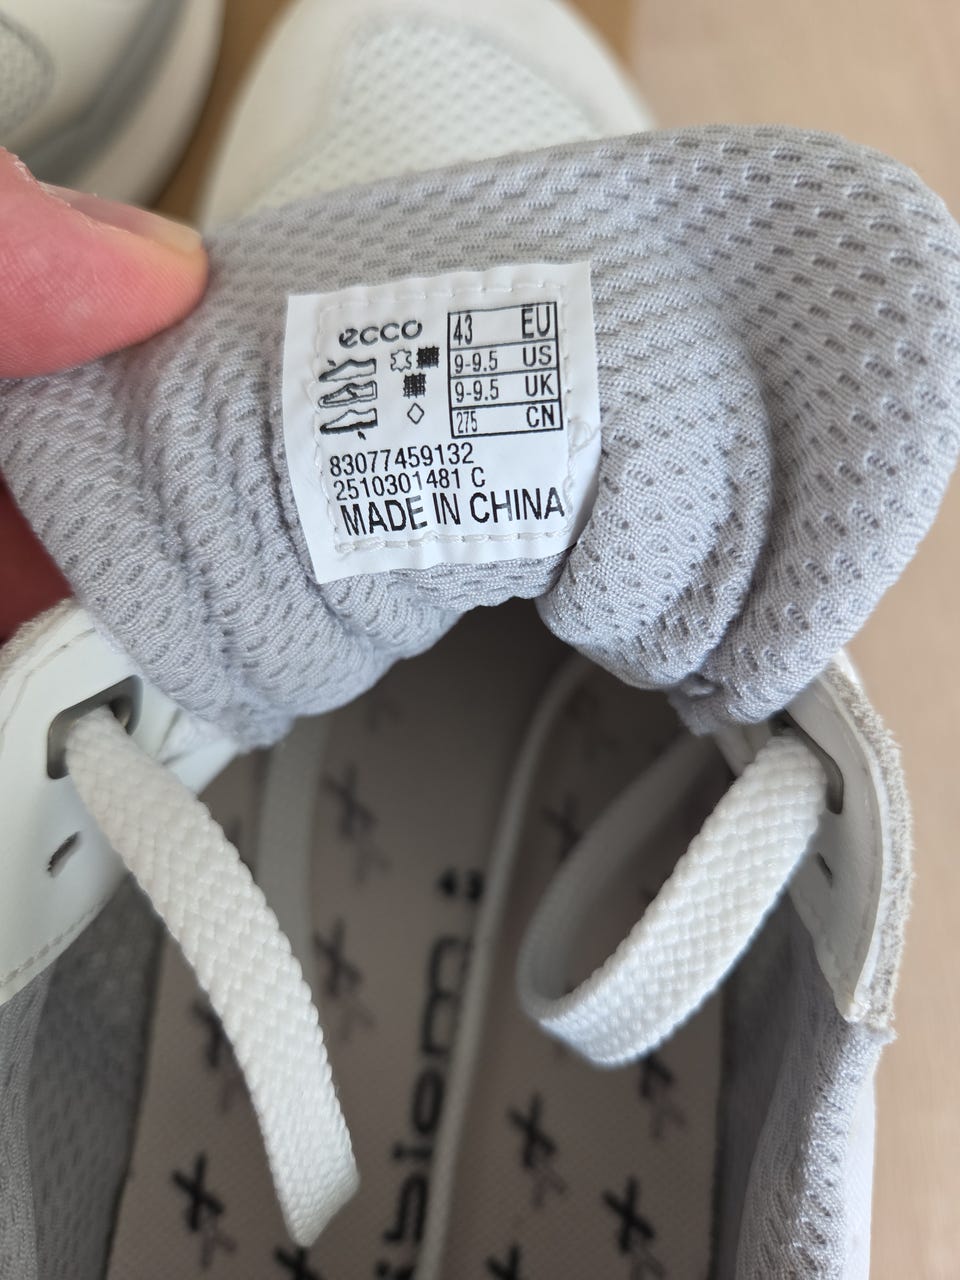 ecco
43 EU
9-9.5 US
9-9.5 UK
275 CN
83077459132
2510301481 C
MADE IN CHINA